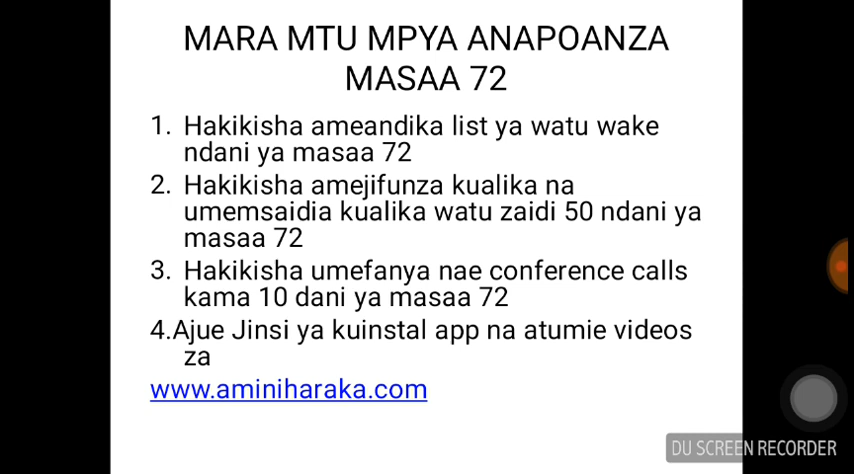 MARA MTU MPYA ANAPOANZA
MASAA 72
1. Hakikisha ameandika list ya watu wake
ndani ya masaa 72
2. Hakikisha amejifunza kualika na
umemsaidia kualika watu zaidi 50 ndani ya
masaa 72
3. Hakikisha umefanya nae conference calls
kama 10 dani ya masaa 72
4.Ajue Jinsi ya kuinstal app na atumie videos
za
www.aminiharaka.com
DU SCREEN RECORDER